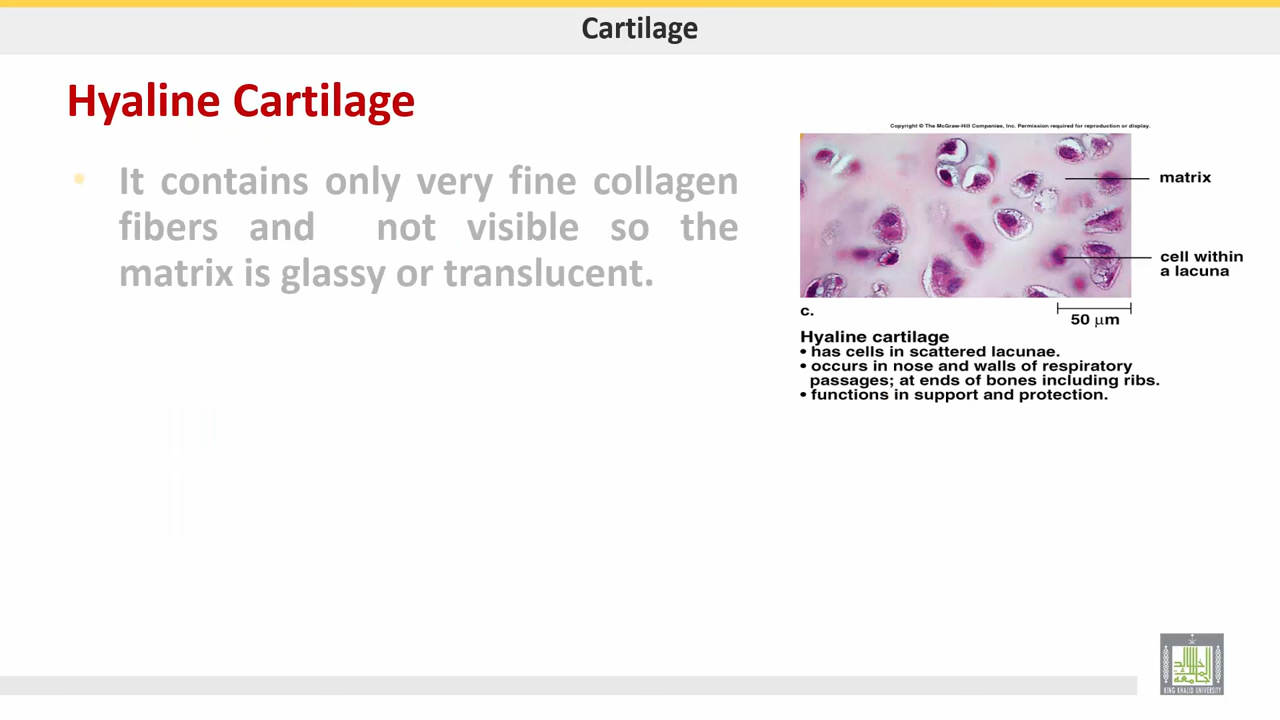 Cartilage
Hyaline Cartilage
• It contains only very fine collagen
fibers and not visible so the
matrix is glassy or translucent.
Copyright © The McGraw-Hill Companies, Inc. Permission required for reproduction or display.
matrix
cell within
a lacuna
c.
50 μm
Hyaline cartilage
• has cells in scattered lacunae.
• occurs in nose and walls of respiratory
passages; at ends of bones including ribs.
• functions in support and protection.
KING KHALID UNIVERSITY